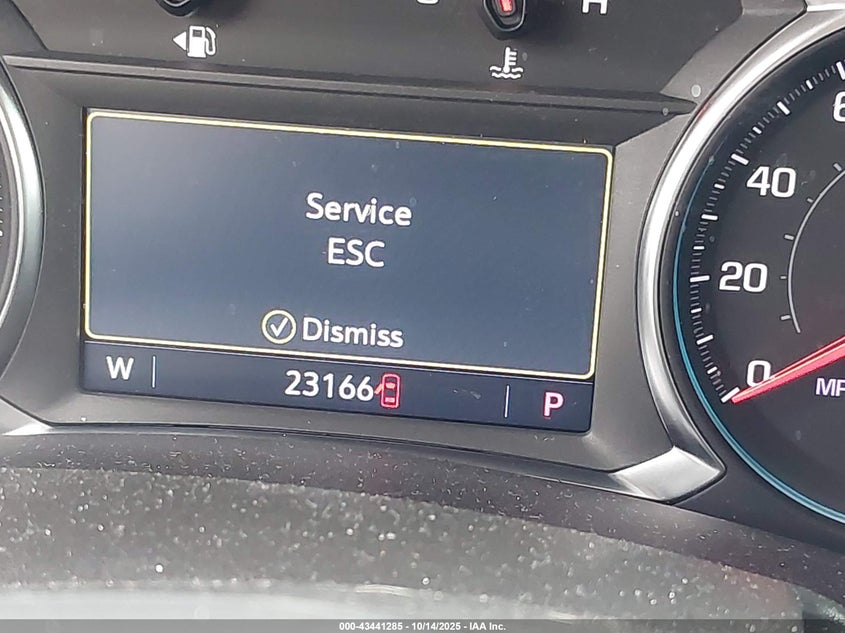 H
Service
ESC
Dismiss
W
23166
P
40
20
0
000-43441285 - 10/14/2025 - IAA Inc.